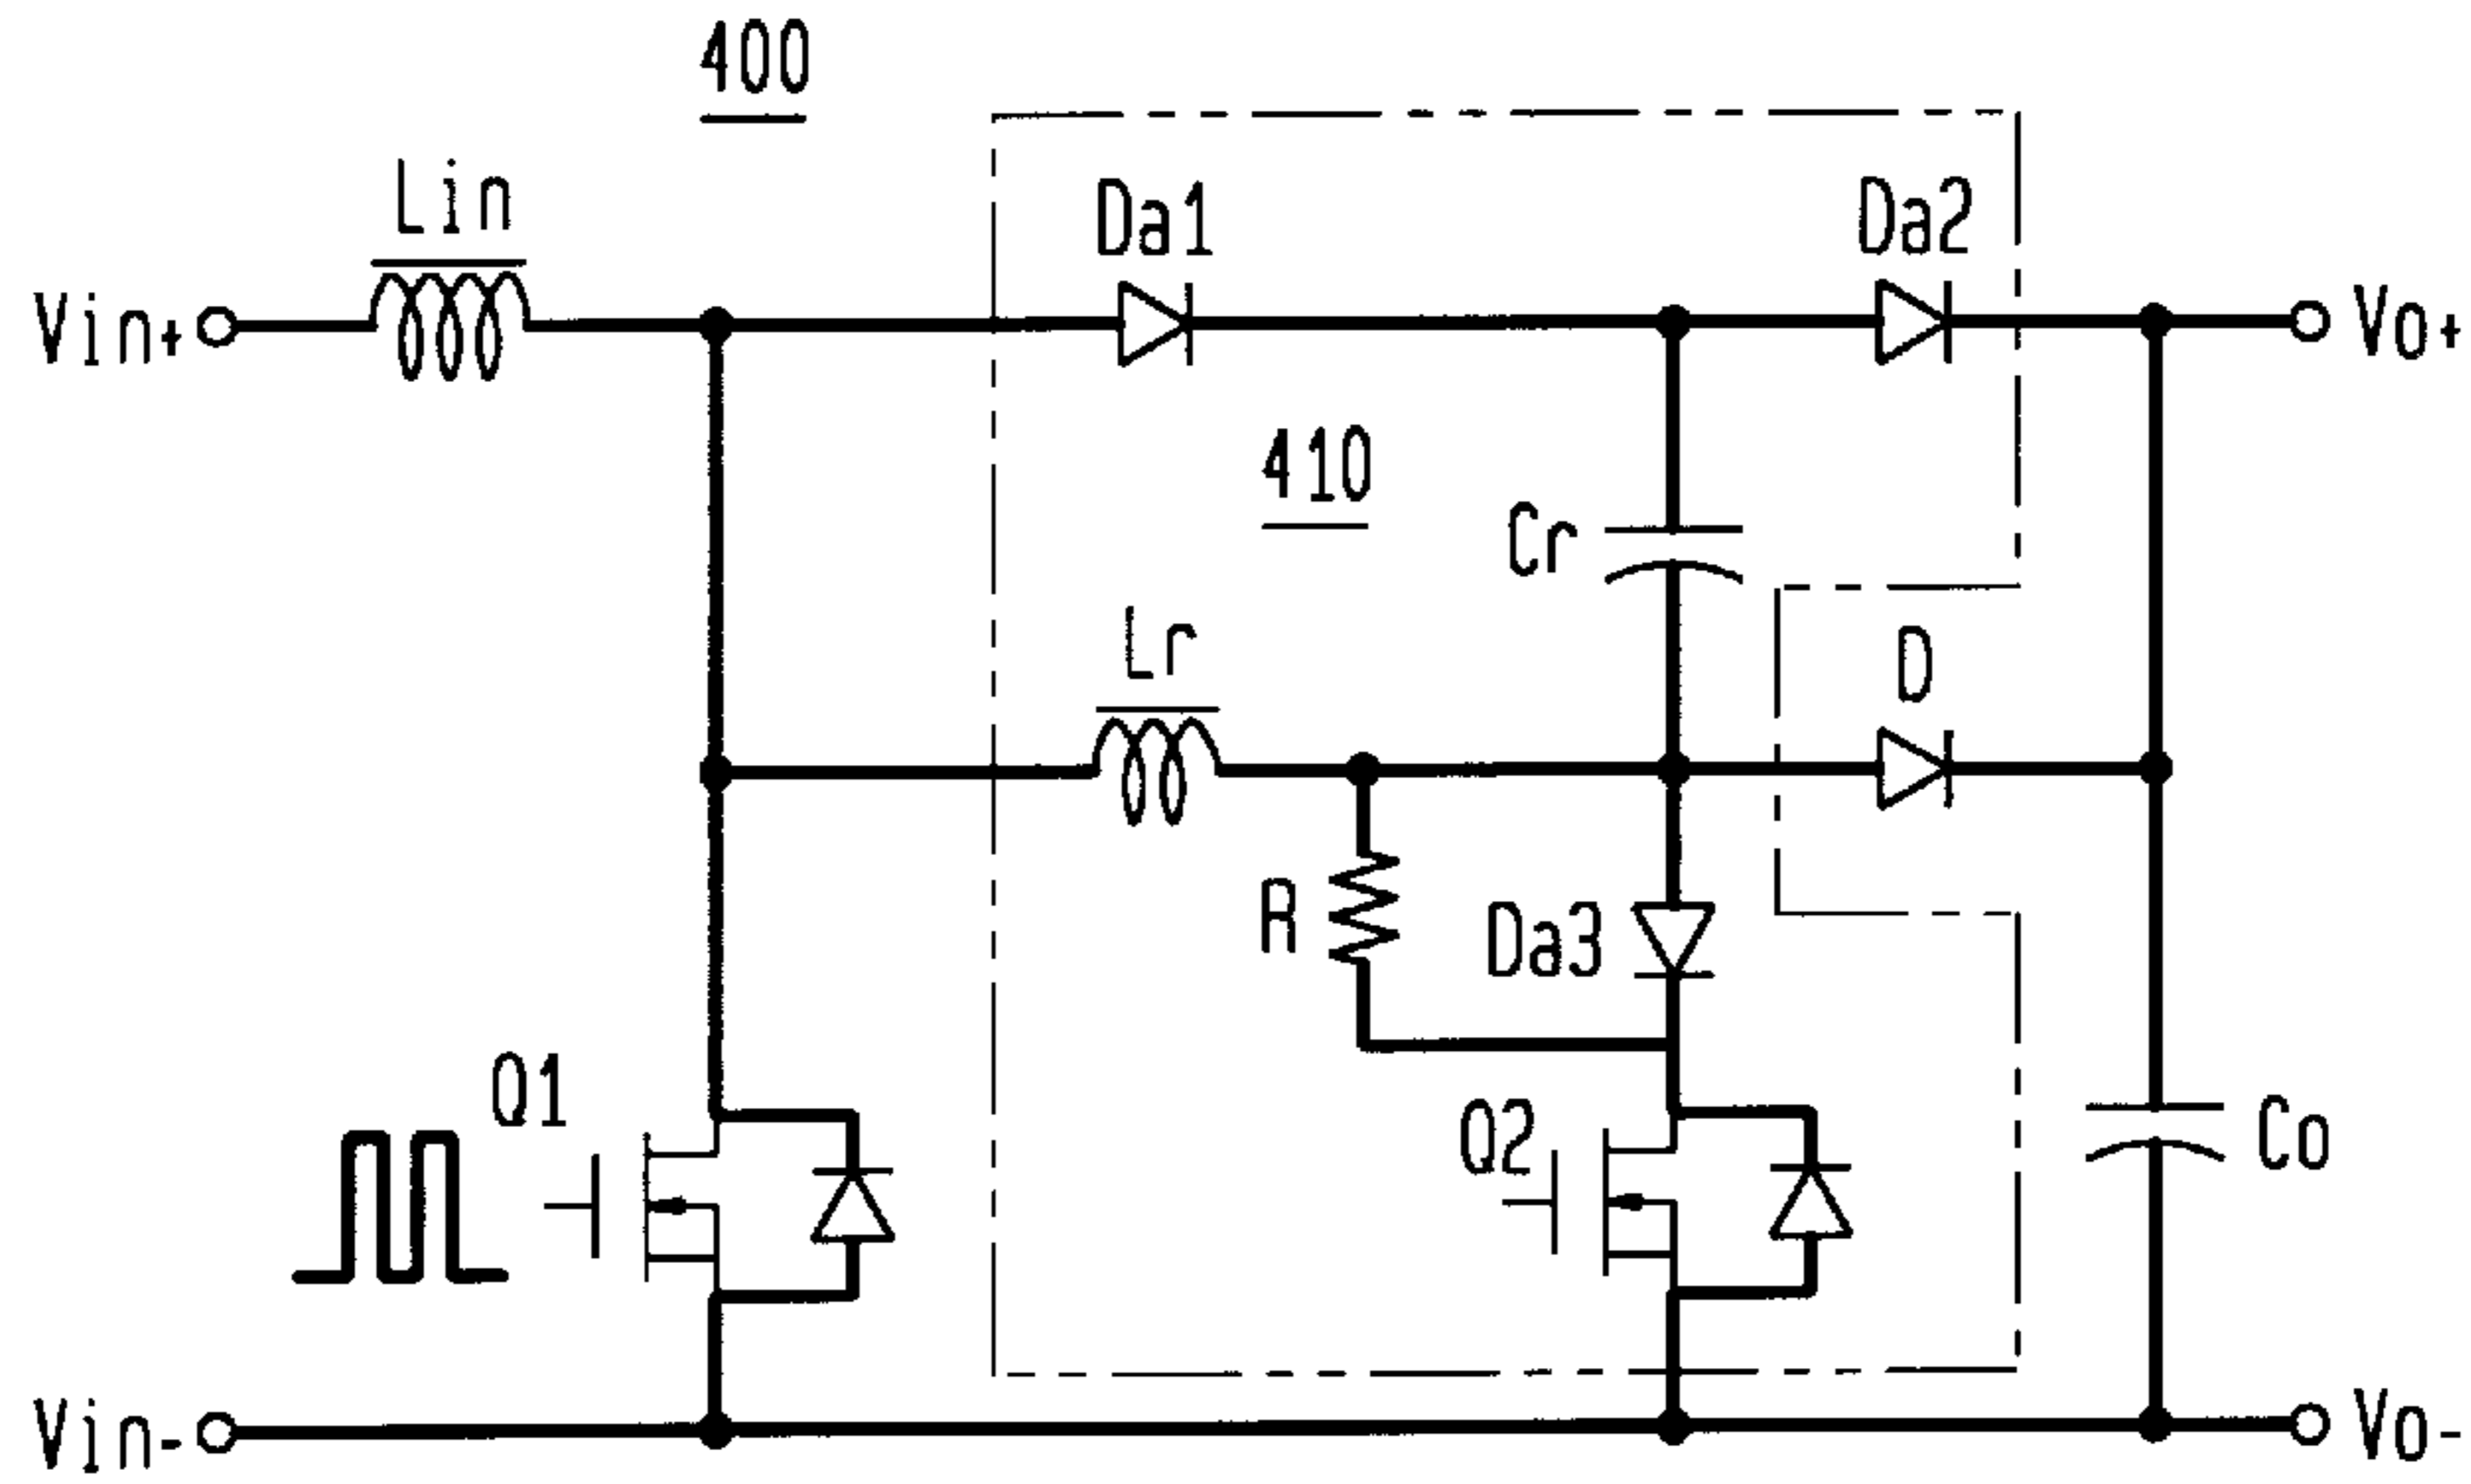 400
Lin
Da1
Da2
Vin+
Vo+
410
Cr
Lr
D
R
Da3
Q1
Q2
Co
Vin-
Vo-